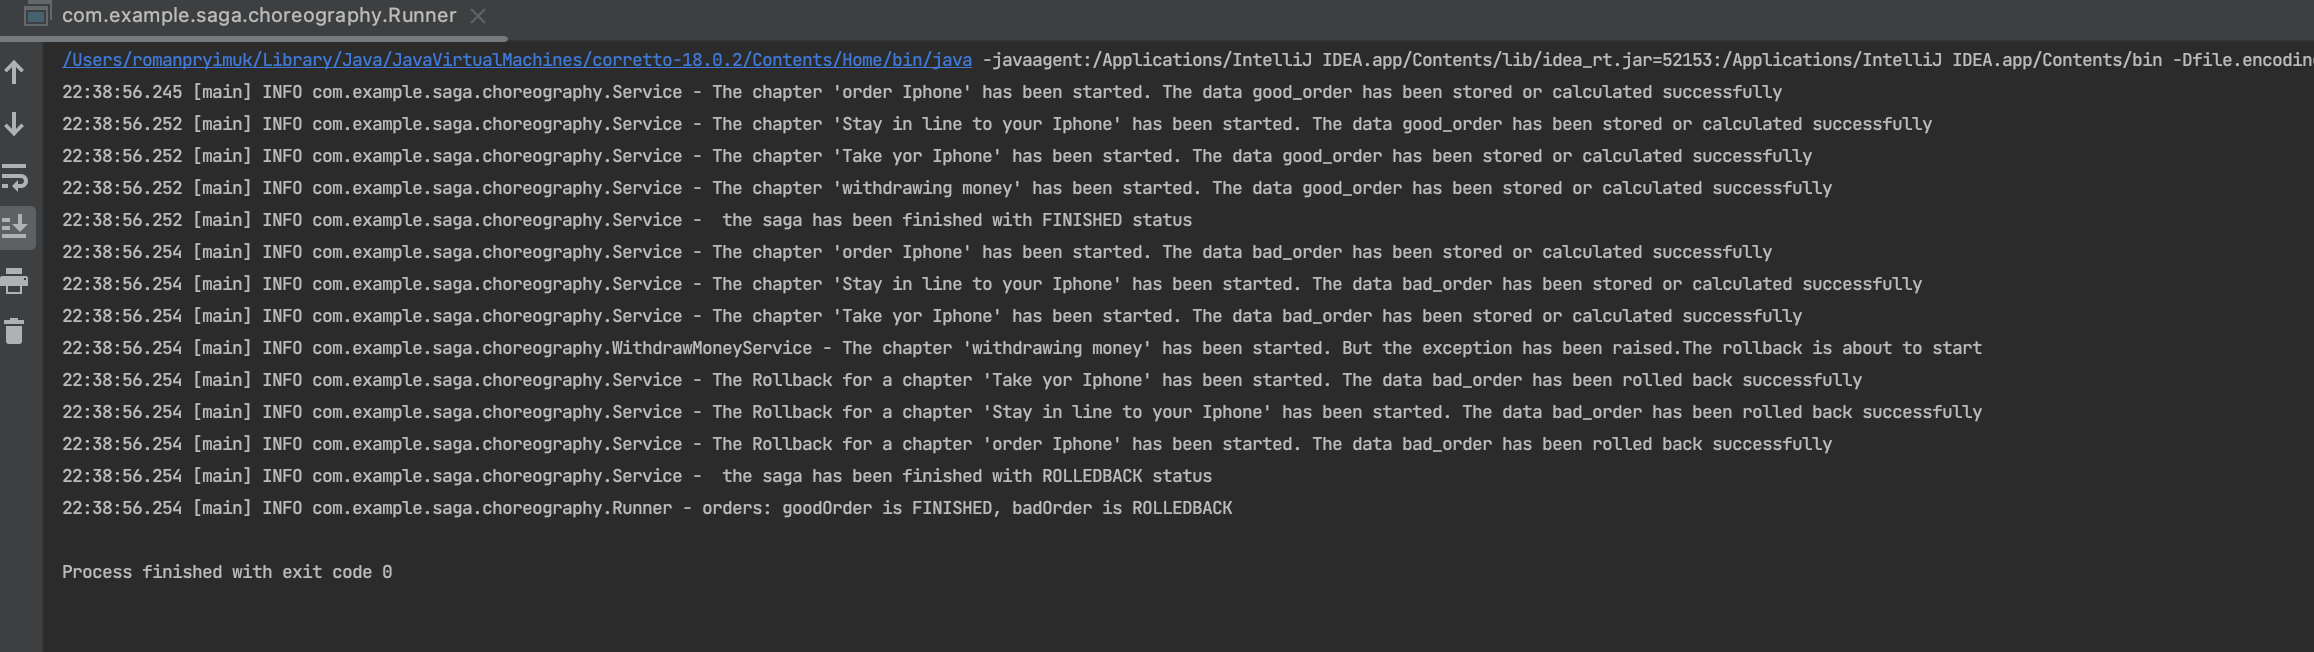 com.example.saga.choreography.Runner
/Users/romanpryimuk/Library/Java/JavaVirtualMachines/corretto-18.0.2/Contents/Home/bin/java -javaagent:/Applications/IntelliJ IDEA.app/Contents/lib/idea_rt.jar=52153:/Applications/IntelliJ IDEA.app/Contents/bin -Dfile.encoding
22:38:56.245 [main] INFO com.example.saga.choreography.Service - The chapter 'order Iphone' has been started. The data good_order has been stored or calculated successfully
22:38:56.252 [main] INFO com.example.saga.choreography.Service - The chapter 'Stay in line to your Iphone' has been started. The data good_order has been stored or calculated successfully
22:38:56.252 [main] INFO com.example.saga.choreography.Service - The chapter 'Take yor Iphone' has been started. The data good_order has been stored or calculated successfully
22:38:56.252 [main] INFO com.example.saga.choreography.Service - The chapter 'withdrawing money' has been started. The data good_order has been stored or calculated successfully
22:38:56.252 [main] INFO com.example.saga.choreography.Service -  the saga has been finished with FINISHED status
22:38:56.254 [main] INFO com.example.saga.choreography.Service - The chapter 'order Iphone' has been started. The data bad_order has been stored or calculated successfully
22:38:56.254 [main] INFO com.example.saga.choreography.Service - The chapter 'Stay in line to your Iphone' has been started. The data bad_order has been stored or calculated successfully
22:38:56.254 [main] INFO com.example.saga.choreography.Service - The chapter 'Take yor Iphone' has been started. The data bad_order has been stored or calculated successfully
22:38:56.254 [main] INFO com.example.saga.choreography.WithdrawMoneyService - The chapter 'withdrawing money' has been started. But the exception has been raised.The rollback is about to start
22:38:56.254 [main] INFO com.example.saga.choreography.Service - The Rollback for a chapter 'Take yor Iphone' has been started. The data bad_order has been rolled back successfully
22:38:56.254 [main] INFO com.example.saga.choreography.Service - The Rollback for a chapter 'Stay in line to your Iphone' has been started. The data bad_order has been rolled back successfully
22:38:56.254 [main] INFO com.example.saga.choreography.Service - The Rollback for a chapter 'order Iphone' has been started. The data bad_order has been rolled back successfully
22:38:56.254 [main] INFO com.example.saga.choreography.Service -  the saga has been finished with ROLLEDBACK status
22:38:56.254 [main] INFO com.example.saga.choreography.Runner - orders: goodOrder is FINISHED, badOrder is ROLLEDBACK
Process finished with exit code 0